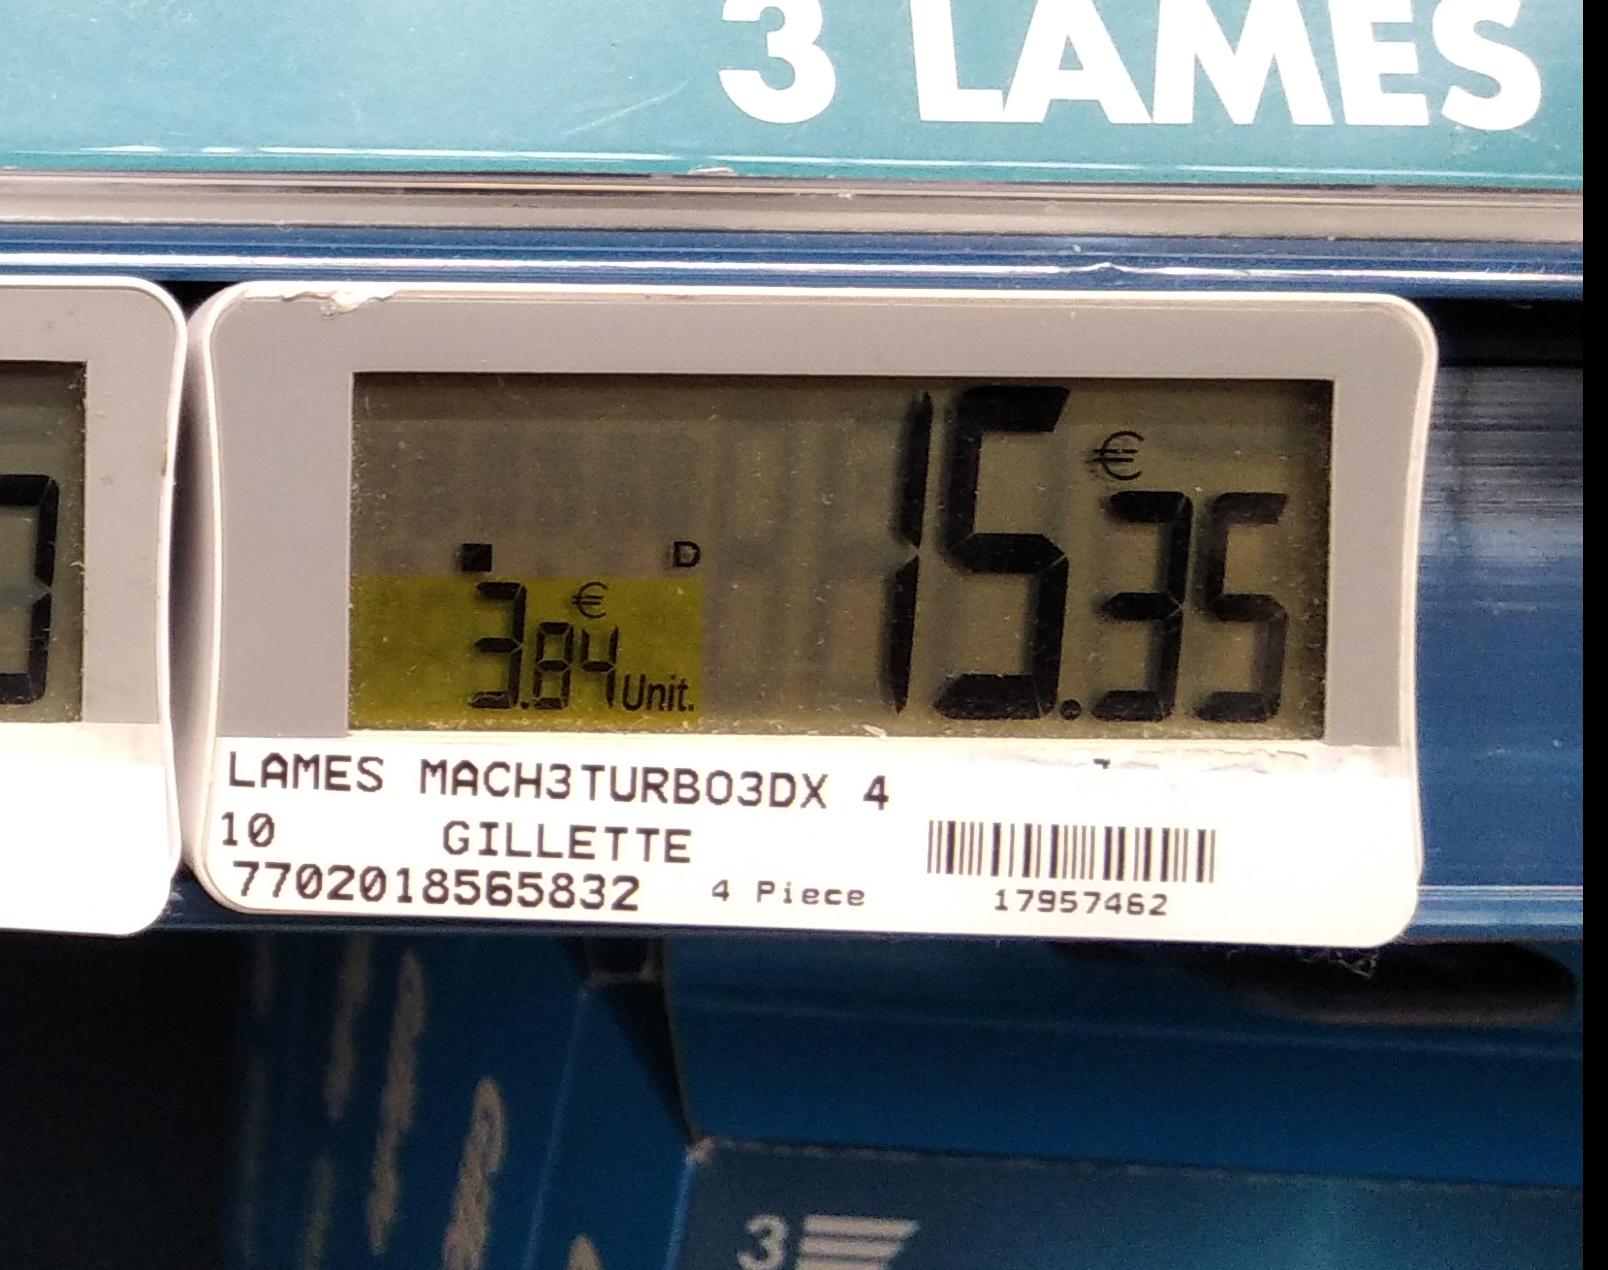 3 LAMES
€
15.35
D
€
3.84 Unit.
LAMES MACH3TURBO3DX 4
10 GILLETTE
7702018565832 4 Piece 17957462
3